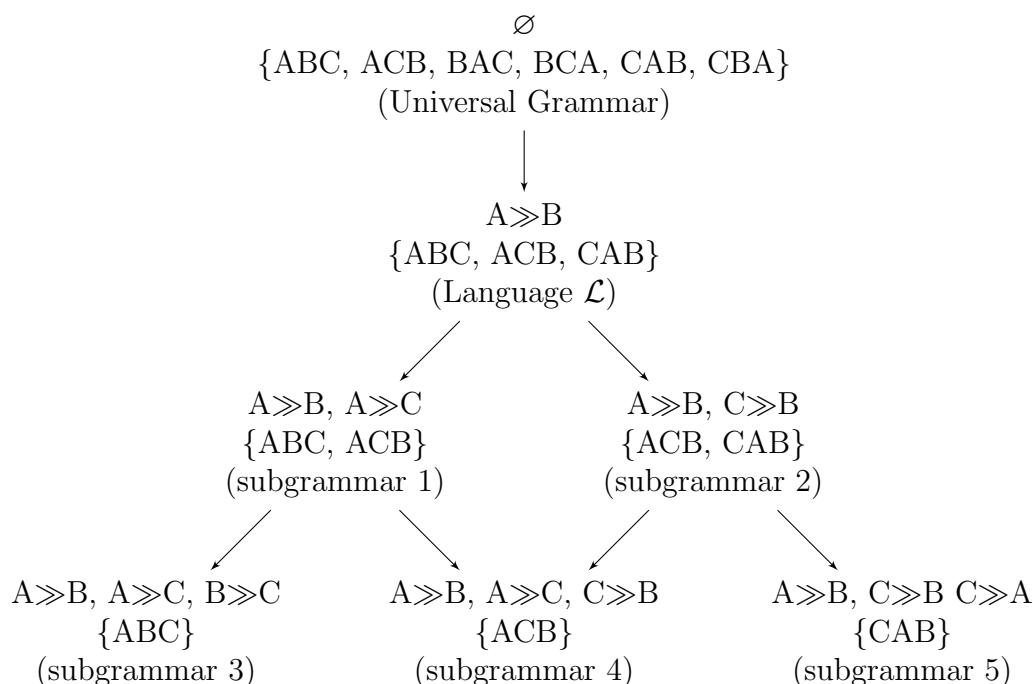 ∅
{ABC, ACB, BAC, BCA, CAB, CBA}
(Universal Grammar)
A≫B
{ABC, ACB, CAB}
(Language ℒ)
A≫B, A≫C
{ABC, ACB}
(subgrammar 1)
A≫B, C≫B
{ACB, CAB}
(subgrammar 2)
A≫B, A≫C, B≫C
{ABC}
(subgrammar 3)
A≫B, A≫C, C≫B
{ACB}
(subgrammar 4)
A≫B, C≫B C≫A
{CAB}
(subgrammar 5)